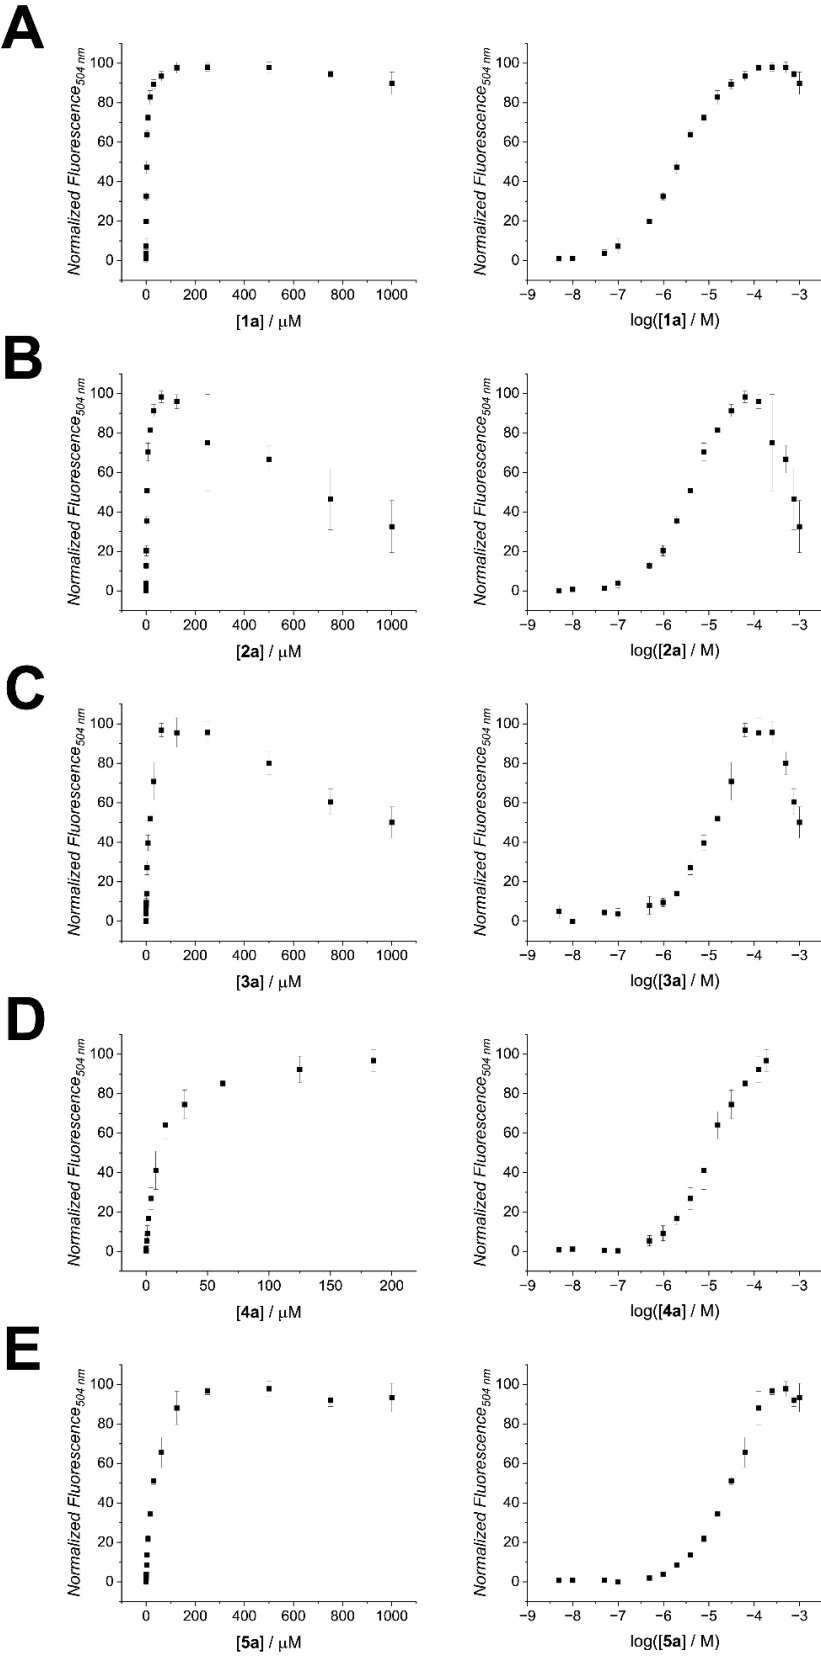 A
Normalized Fluorescence504 nm
100
80
60
40
20
0
0 200 400 600 800 1000
[1a] / μM
Normalized Fluorescence504 nm
100
80
60
40
20
0
−9 −8 −7 −6 −5 −4 −3
log([1a] / M)
B
Normalized Fluorescence504 nm
100
80
60
40
20
0
0 200 400 600 800 1000
[2a] / μM
Normalized Fluorescence504 nm
100
80
60
40
20
0
−9 −8 −7 −6 −5 −4 −3
log([2a] / M)
C
Normalized Fluorescence504 nm
100
80
60
40
20
0
0 200 400 600 800 1000
[3a] / μM
Normalized Fluorescence504 nm
100
80
60
40
20
0
−9 −8 −7 −6 −5 −4 −3
log([3a] / M)
D
Normalized Fluorescence504 nm
100
80
60
40
20
0
0 50 100 150 200
[4a] / μM
Normalized Fluorescence504 nm
100
80
60
40
20
0
−9 −8 −7 −6 −5 −4 −3
log([4a] / M)
E
Normalized Fluorescence504 nm
100
80
60
40
20
0
0 200 400 600 800 1000
[5a] / μM
Normalized Fluorescence504 nm
100
80
60
40
20
0
−9 −8 −7 −6 −5 −4 −3
log([5a] / M)